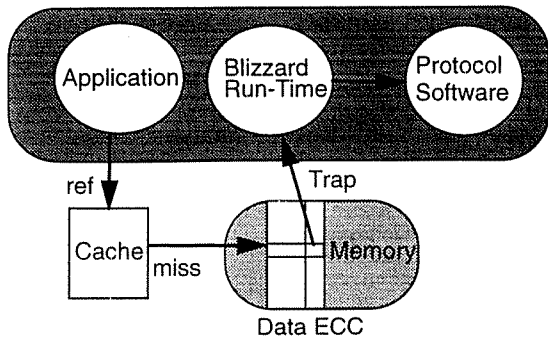 Application
Blizzard
Run-Time
Protocol
Software
ref
Trap
Cache
miss
Memory
Data ECC